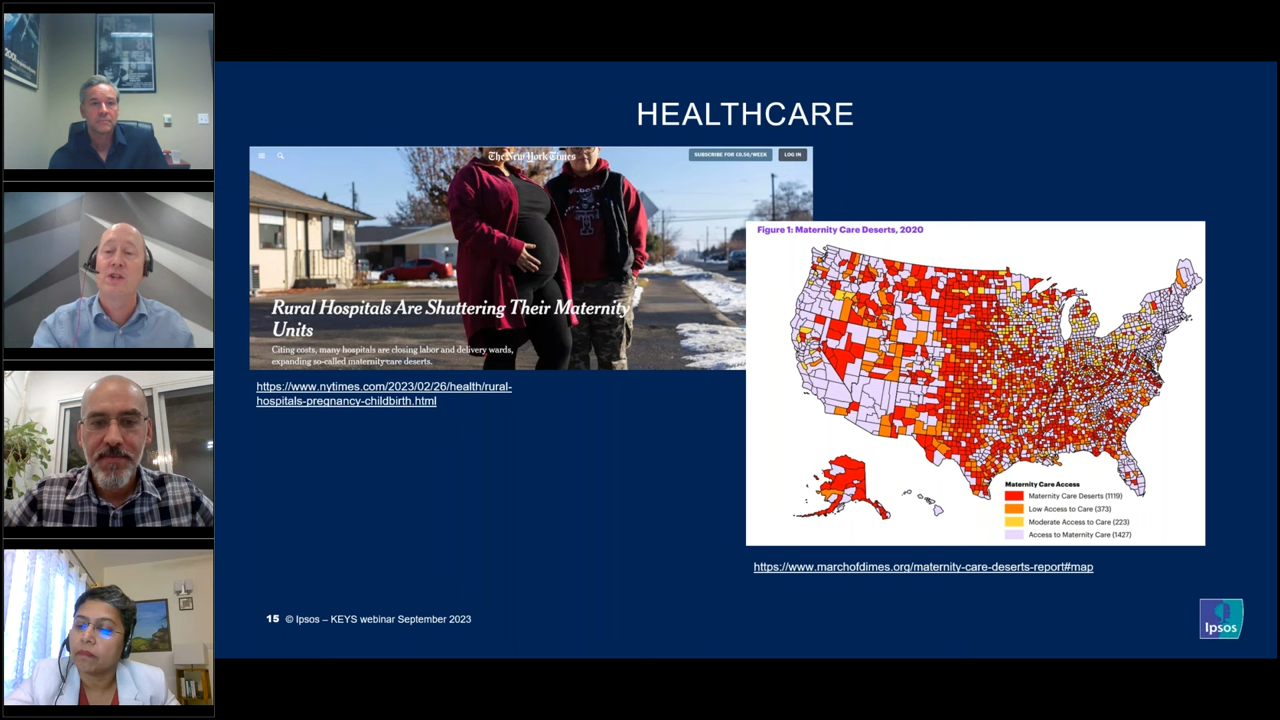 HEALTHCARE
The New York Times
SUBSCRIBE FOR £0.50/WEEK
LOG IN
Rural Hospitals Are Shuttering Their Maternity
Units
Citing costs, many hospitals are closing labor and delivery wards,
expanding so-called maternity care deserts.
https://www.nytimes.com/2023/02/26/health/rural-
hospitals-pregnancy-childbirth.html
Figure 1: Maternity Care Deserts, 2020
Maternity Care Access
Maternity Care Deserts (1119)
Low Access to Care (373)
Moderate Access to Care (223)
Access to Maternity Care (1427)
https://www.marchofdimes.org/maternity-care-deserts-report#map
15 © Ipsos – KEYS webinar September 2023
Ipsos